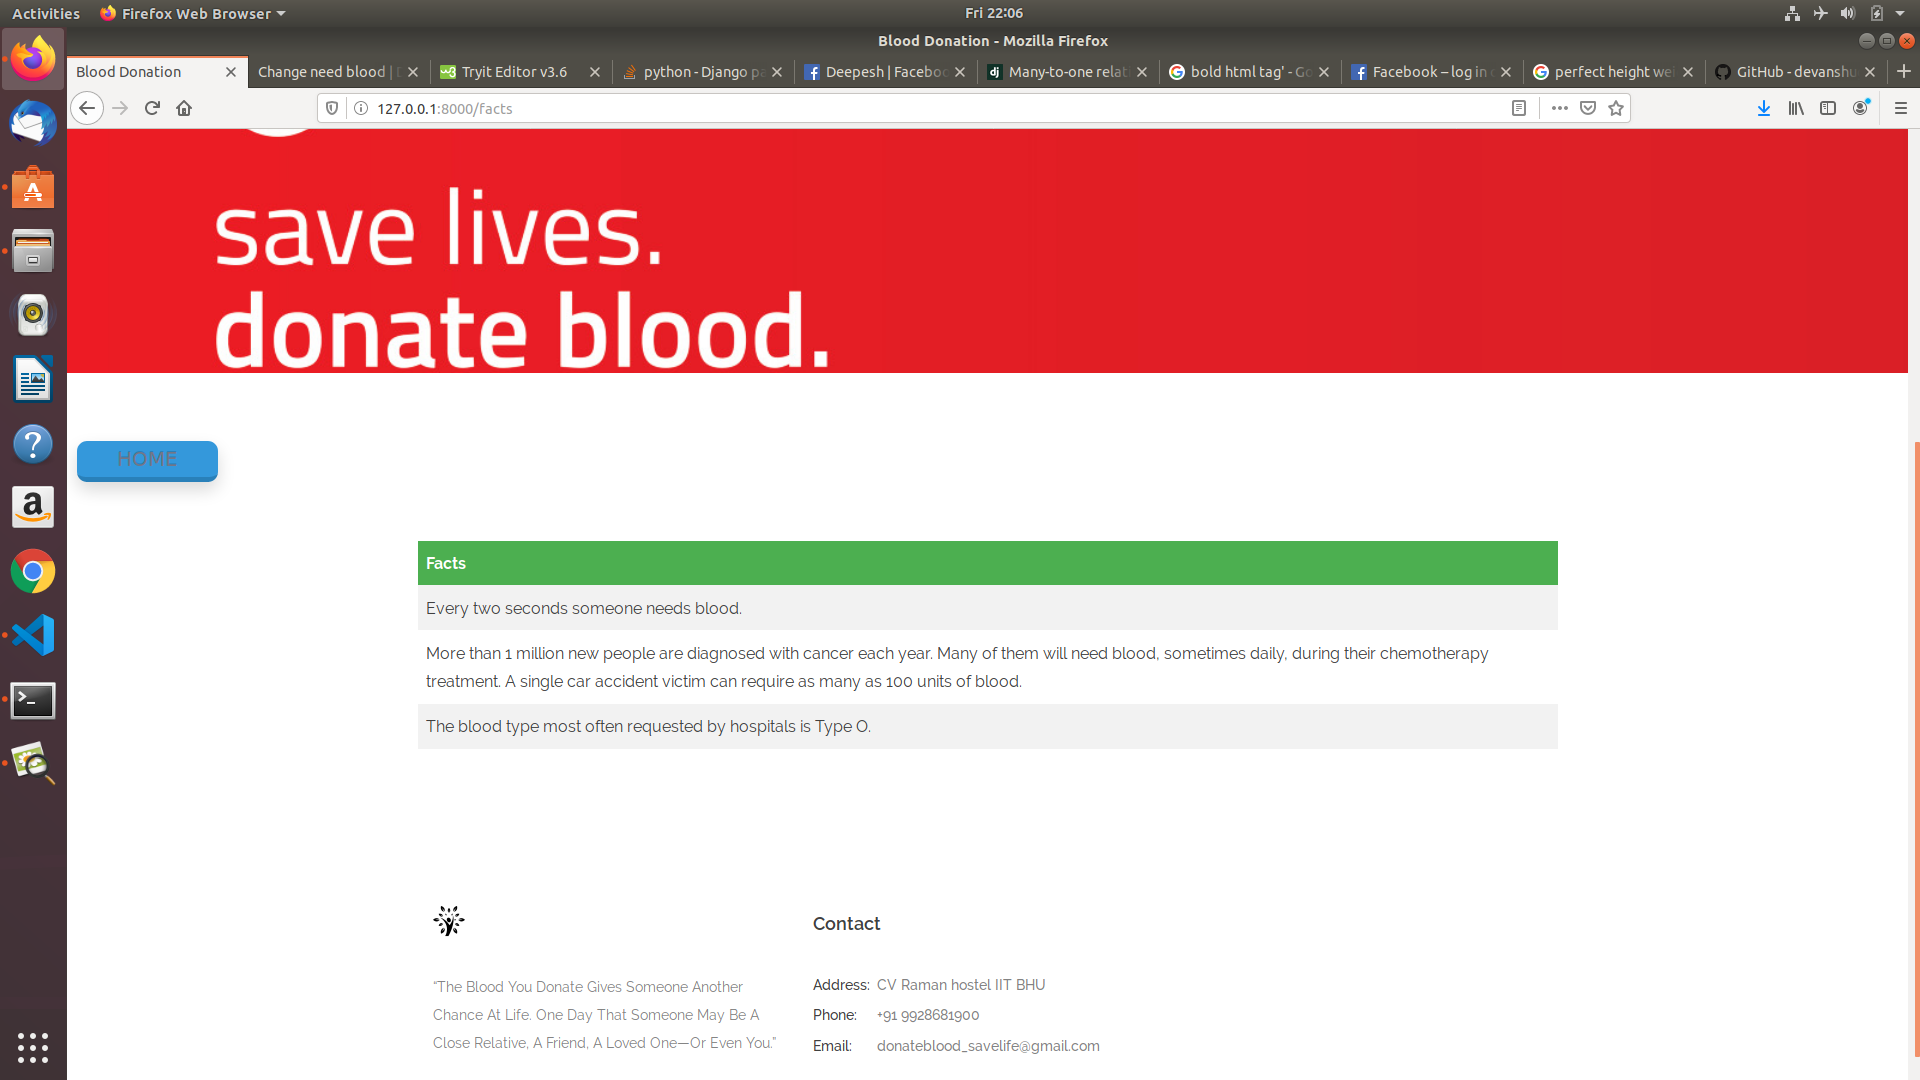 Activities
Firefox Web Browser
Fri 22:06
Blood Donation - Mozilla Firefox
Blood Donation
Change need blood |
Tryit Editor v3.6
python - Django
Deepesh |
Many-to-one
bold html tag' -
Facebook – log in
perfect height
GitHub -
127.0.0.1:8000/facts
save lives.
donate blood.
HOME
Facts
Every two seconds someone needs blood.
More than 1 million new people are diagnosed with cancer each year. Many of them will need blood, sometimes daily, during their chemotherapy
treatment. A single car accident victim can require as many as 100 units of blood.
The blood type most often requested by hospitals is Type O.
Contact
“The Blood You Donate Gives Someone Another
Chance At Life. One Day That Someone May Be A
Close Relative, A Friend, A Loved One—Or Even You.”
Address: CV Raman hostel IIT BHU
Phone: +91 9928681900
Email: donateblood_savelife@gmail.com